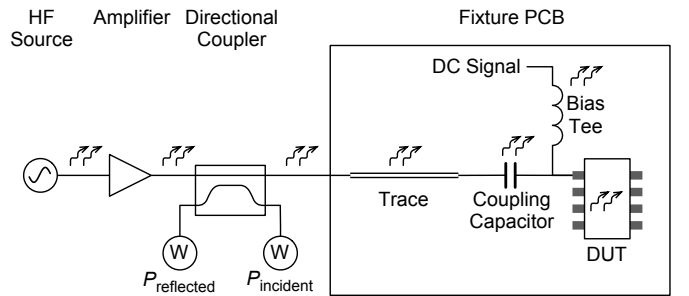 HF
Source
Amplifier
Directional
Coupler
Fixture PCB
DC Signal
Bias
Tee
Trace
Coupling
Capacitor
DUT
W
W
Preflected
Pincident